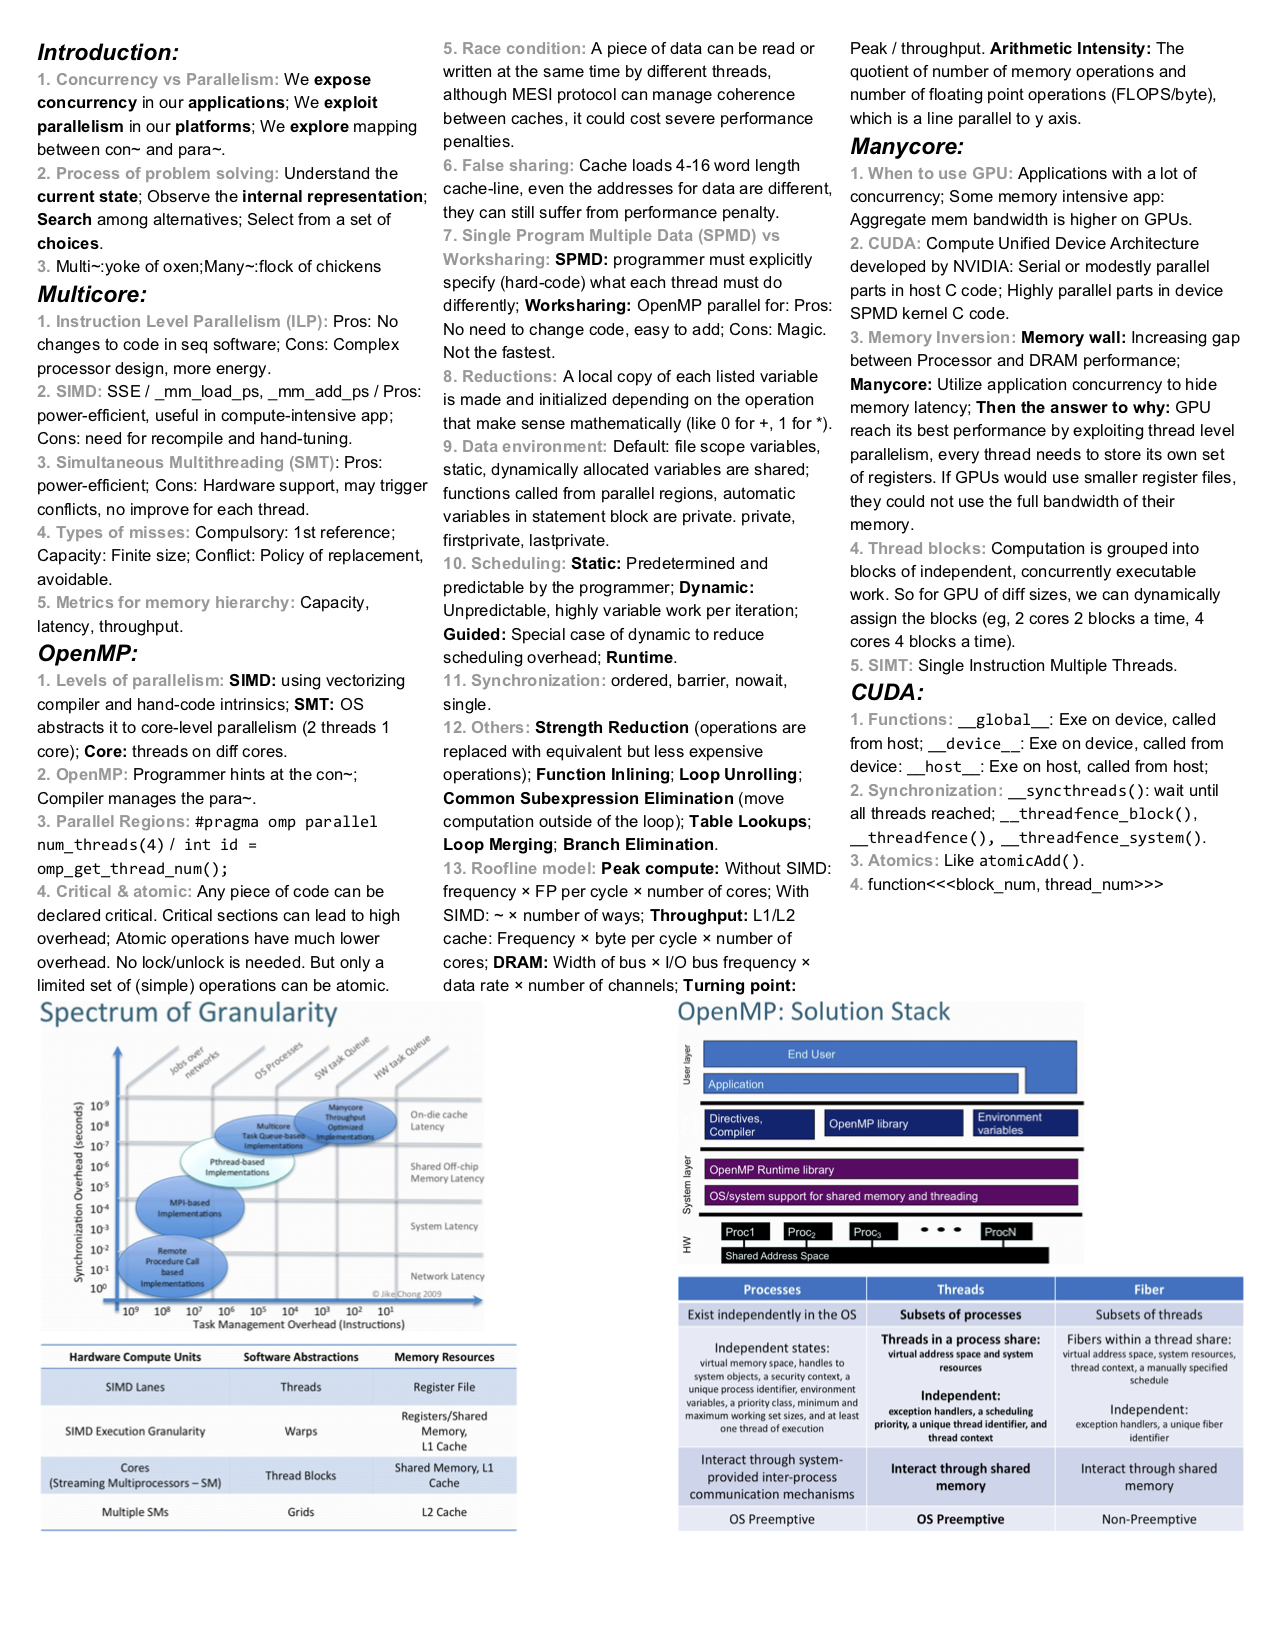 Introduction:
1. Concurrency vs Parallelism: We expose
concurrency in our applications; We exploit
parallelism in our platforms; We explore mapping
between con~ and para~.
2. Process of problem solving: Understand the
current state; Observe the internal representation;
Search among alternatives; Select from a set of
choices.
3. Multi~:yoke of oxen;Many~:flock of chickens
Multicore:
1. Instruction Level Parallelism (ILP): Pros: No
changes to code in seq software; Cons: Complex
processor design, more energy.
2. SIMD: SSE / _mm_load_ps, _mm_add_ps / Pros:
power-efficient, useful in compute-intensive app;
Cons: need for recompile and hand-tuning.
3. Simultaneous Multithreading (SMT): Pros:
power-efficient; Cons: Hardware support, may trigger
conflicts, no improve for each thread.
4. Types of misses: Compulsory: 1st reference;
Capacity: Finite size; Conflict: Policy of replacement,
avoidable.
5. Metrics for memory hierarchy: Capacity,
latency, throughput.
OpenMP:
1. Levels of parallelism: SIMD: using vectorizing
compiler and hand-code intrinsics; SMT: OS
abstracts it to core-level parallelism (2 threads 1
core); Core: threads on diff cores.
2. OpenMP: Programmer hints at the con~;
Compiler manages the para~.
3. Parallel Regions: #pragma omp parallel
num_threads(4) / int id =
omp_get_thread_num();
4. Critical & atomic: Any piece of code can be
declared critical. Critical sections can lead to high
overhead; Atomic operations have much lower
overhead. No lock/unlock is needed. But only a
limited set of (simple) operations can be atomic.
5. Race condition: A piece of data can be read or
written at the same time by different threads,
although MESI protocol can manage coherence
between caches, it could cost severe performance
penalties.
6. False sharing: Cache loads 4-16 word length
cache-line, even the addresses for data are different,
they can still suffer from performance penalty.
7. Single Program Multiple Data (SPMD) vs
Worksharing: SPMD: programmer must explicitly
specify (hard-code) what each thread must do
differently; Worksharing: OpenMP parallel for: Pros:
No need to change code, easy to add; Cons: Magic.
Not the fastest.
8. Reductions: A local copy of each listed variable
is made and initialized depending on the operation
that make sense mathematically (like 0 for +, 1 for *).
9. Data environment: Default: file scope variables,
static, dynamically allocated variables are shared;
functions called from parallel regions, automatic
variables in statement block are private. private,
firstprivate, lastprivate.
10. Scheduling: Static: Predetermined and
predictable by the programmer; Dynamic:
Unpredictable, highly variable work per iteration;
Guided: Special case of dynamic to reduce
scheduling overhead; Runtime.
11. Synchronization: ordered, barrier, nowait,
single.
12. Others: Strength Reduction (operations are
replaced with equivalent but less expensive
operations); Function Inlining; Loop Unrolling;
Common Subexpression Elimination (move
computation outside of the loop); Table Lookups;
Loop Merging; Branch Elimination.
13. Roofline model: Peak compute: Without SIMD:
frequency × FP per cycle × number of cores; With
SIMD: ~ × number of ways; Throughput: L1/L2
cache: Frequency × byte per cycle × number of
cores; DRAM: Width of bus × I/O bus frequency ×
data rate × number of channels; Turning point:
Peak / throughput. Arithmetic Intensity: The
quotient of number of memory operations and
number of floating point operations (FLOPS/byte),
which is a line parallel to y axis.
Manycore:
1. When to use GPU: Applications with a lot of
concurrency; Some memory intensive app:
Aggregate mem bandwidth is higher on GPUs.
2. CUDA: Compute Unified Device Architecture
developed by NVIDIA: Serial or modestly parallel
parts in host C code; Highly parallel parts in device
SPMD kernel C code.
3. Memory Inversion: Memory wall: Increasing gap
between Processor and DRAM performance;
Manycore: Utilize application concurrency to hide
memory latency; Then the answer to why: GPU
reach its best performance by exploiting thread level
parallelism, every thread needs to store its own set
of registers. If GPUs would use smaller register files,
they could not use the full bandwidth of their
memory.
4. Thread blocks: Computation is grouped into
blocks of independent, concurrently executable
work. So for GPU of diff sizes, we can dynamically
assign the blocks (eg, 2 cores 2 blocks a time, 4
cores 4 blocks a time).
5. SIMT: Single Instruction Multiple Threads.
CUDA:
1. Functions: __global__: Exe on device, called
from host; __device__: Exe on device, called from
device: __host__: Exe on host, called from host;
2. Synchronization: __syncthreads(): wait until
all threads reached; __threadfence_block(),
__threadfence(), __threadfence_system().
3. Atomics: Like atomicAdd().
4. function<<<block_num, thread_num>>>
Spectrum of Granularity
Jobs over
networks
OS Processes
SW task Queue
HW task Queue
Synchronization Overhead (seconds)
10⁻⁹
10⁻⁸
10⁻⁷
10⁻⁶
10⁻⁵
10⁻⁴
10⁻³
10⁻²
10⁻¹
10⁰
Manycore
Throughput
Optimized
Implementations
Multicore
Task Queue-based
Implementations
Pthread-based
Implementations
MPI-based
Implementations
Remote
Procedure Call
based
Implementations
On-die cache
Latency
Shared Off-chip
Memory Latency
System Latency
Network Latency
© Jike Chong 2009
10⁹ 10⁸ 10⁷ 10⁶ 10⁵ 10⁴ 10³ 10² 10¹
Task Management Overhead (Instructions)
Hardware Compute Units Software Abstractions Memory Resources
SIMD Lanes Threads Register File
SIMD Execution Granularity Warps Registers/Shared
Memory,
L1 Cache
Cores
(Streaming Multiprocessors – SM) Thread Blocks Shared Memory, L1
Cache
Multiple SMs Grids L2 Cache
OpenMP: Solution Stack
User layer
End User
Application
Directives,
Compiler
OpenMP library
Environment
variables
System layer
OpenMP Runtime library
OS/system support for shared memory and threading
HW
Proc1 Proc₂ Proc₃ • • • ProcN
Shared Address Space
Processes Threads Fiber
Exist independently in the OS Subsets of processes Subsets of threads
Independent states:
virtual memory space, handles to
system objects, a security context, a
unique process identifier, environment
variables, a priority class, minimum and
maximum working set sizes, and at least
one thread of execution
Threads in a process share:
virtual address space and system
resources
Independent:
exception handlers, a scheduling
priority, a unique thread identifier, and
thread context
Fibers within a thread share:
virtual address space, system resources,
thread context, a manually specified
schedule
Independent:
exception handlers, a unique fiber
identifier
Interact through system-
provided inter-process
communication mechanisms
Interact through shared
memory
Interact through shared
memory
OS Preemptive OS Preemptive Non-Preemptive